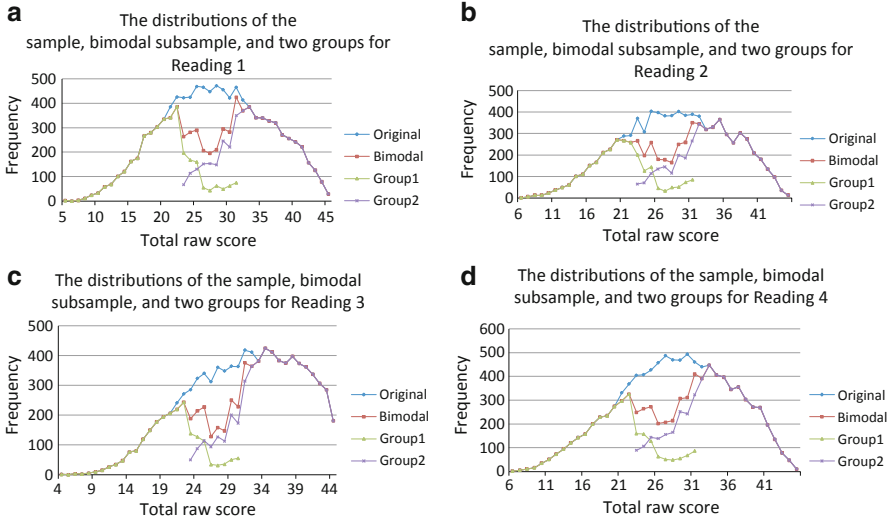 a
The distributions of the
sample, bimodal subsample, and two groups for
Reading 1
Frequency
500
400
300
200
100
0
5 10 15 20 25 30 35 40 45
Total raw score
Original
Bimodal
Group1
Group2
b
The distributions of the
sample, bimodal subsample, and two groups for
Reading 2
Frequency
500
400
300
200
100
0
6 11 16 21 26 31 36 41
Total raw score
Original
Bimodal
Group1
Group2
c
The distributions of the sample, bimodal
subsample, and two groups for Reading 3
Frequency
500
400
300
200
100
0
4 9 14 19 24 29 34 39 44
Total raw score
Original
Bimodal
Group1
Group2
d
The distributions of the sample, bimodal
subsample, and two groups for Reading 4
Frequency
600
500
400
300
200
100
0
6 11 16 21 26 31 36 41
Total raw score
Original
Bimodal
Group1
Group2